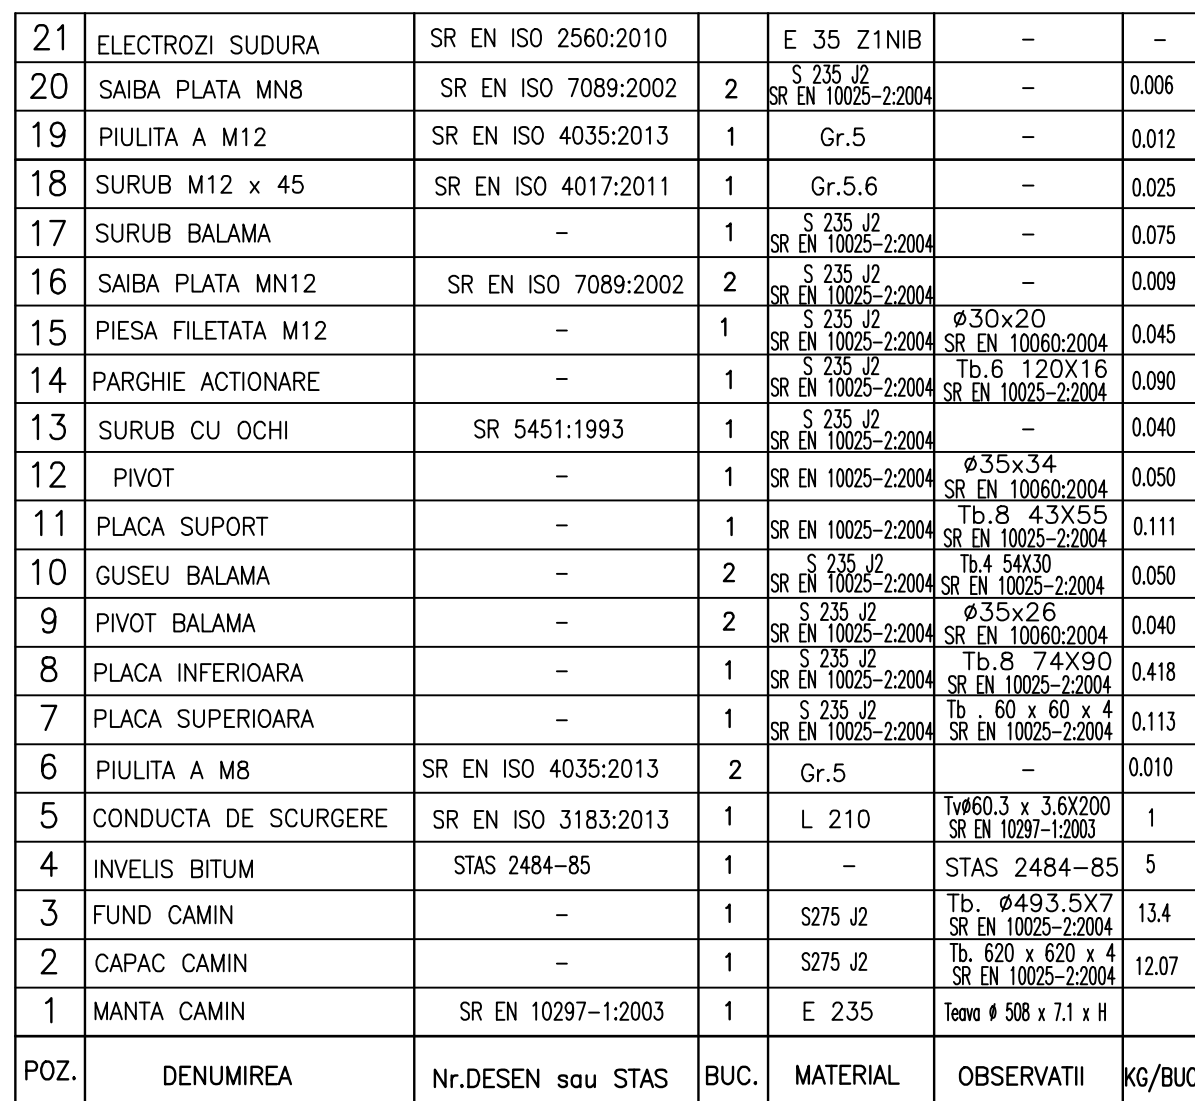 21 ELECTROZI SUDURA SR EN ISO 2560:2010 E 35 Z1NIB – –
20 SAIBA PLATA MN8 SR EN ISO 7089:2002 2 S 235 J2 SR EN 10025-2:2004 – 0.006
19 PIULITA A M12 SR EN ISO 4035:2013 1 Gr.5 – 0.012
18 SURUB M12 x 45 SR EN ISO 4017:2011 1 Gr.5.6 – 0.025
17 SURUB BALAMA – 1 S 235 J2 SR EN 10025-2:2004 – 0.075
16 SAIBA PLATA MN12 SR EN ISO 7089:2002 2 S 235 J2 SR EN 10025-2:2004 – 0.009
15 PIESA FILETATA M12 – 1 S 235 J2 SR EN 10025-2:2004 ø30x20 SR EN 10060:2004 0.045
14 PARGHIE ACTIONARE – 1 S 235 J2 SR EN 10025-2:2004 Tb.6 120X16 SR EN 10025-2:2004 0.090
13 SURUB CU OCHI SR 5451:1993 1 S 235 J2 SR EN 10025-2:2004 – 0.040
12 PIVOT – 1 SR EN 10025-2:2004 ø35x34 SR EN 10060:2004 0.050
11 PLACA SUPORT – 1 SR EN 10025-2:2004 Tb.8 43X55 SR EN 10025-2:2004 0.111
10 GUSEU BALAMA – 2 S 235 J2 SR EN 10025-2:2004 Tb.4 54X30 SR EN 10025-2:2004 0.050
9 PIVOT BALAMA – 2 S 235 J2 SR EN 10025-2:2004 ø35x26 SR EN 10060:2004 0.040
8 PLACA INFERIOARA – 1 S 235 J2 SR EN 10025-2:2004 Tb.8 74X90 SR EN 10025-2:2004 0.418
7 PLACA SUPERIOARA – 1 S 235 J2 SR EN 10025-2:2004 Tb . 60 x 60 x 4 SR EN 10025-2:2004 0.113
6 PIULITA A M8 SR EN ISO 4035:2013 2 Gr.5 – 0.010
5 CONDUCTA DE SCURGERE SR EN ISO 3183:2013 1 L 210 Tvø60.3 x 3.6X200 SR EN 10297-1:2003 1
4 INVELIS BITUM STAS 2484-85 1 – STAS 2484-85 5
3 FUND CAMIN – 1 S275 J2 Tb. ø493.5X7 SR EN 10025-2:2004 13.4
2 CAPAC CAMIN – 1 S275 J2 Tb. 620 x 620 x 4 SR EN 10025-2:2004 12.07
1 MANTA CAMIN SR EN 10297-1:2003 1 E 235 Teava ø 508 x 7.1 x H
POZ. DENUMIREA Nr.DESEN sau STAS BUC. MATERIAL OBSERVATII KG/BUC